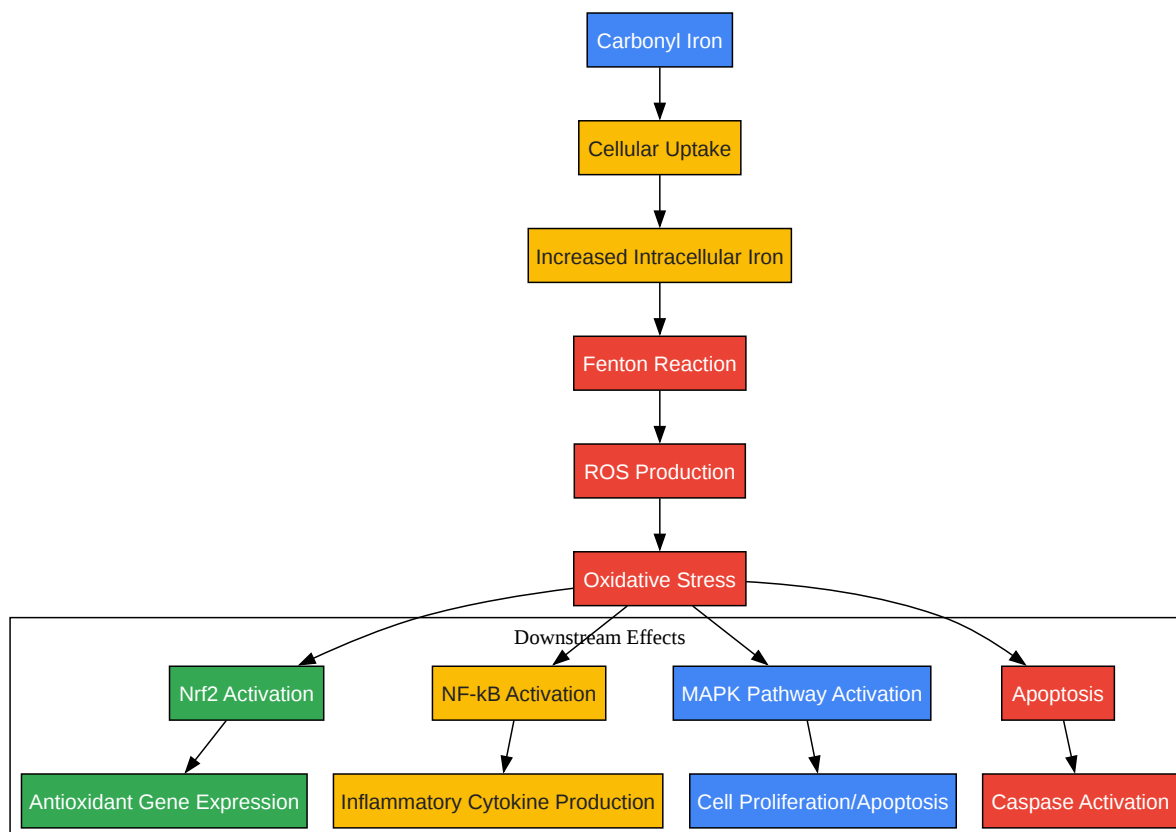 Carbonyl Iron
Cellular Uptake
Increased Intracellular Iron
Fenton Reaction
ROS Production
Oxidative Stress
Downstream Effects
Nrf2 Activation
NF-kB Activation
MAPK Pathway Activation
Apoptosis
Antioxidant Gene Expression
Inflammatory Cytokine Production
Cell Proliferation/Apoptosis
Caspase Activation